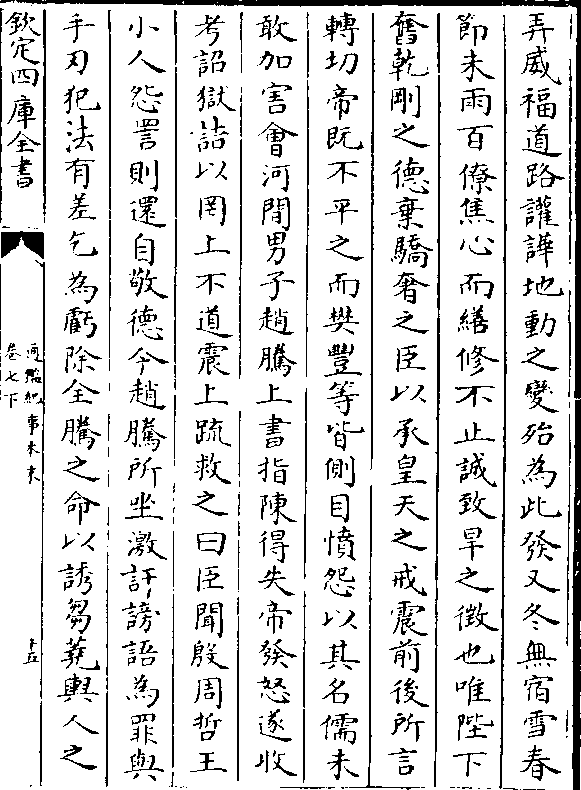 弄威福道路讙譁地動之變殆為此發又冬無宿雪春
節未雨百僚焦心而繕修不止誠致旱之徴也唯陛下
奮乾剛之德棄驕奢之臣以承皇天之戒震前後所言
轉切帝既不平之而樊豐等皆側目憤怨以其名儒未
敢加害會河間男子趙騰上書指陳得失帝發怒遂收
考詔獄詰以罔上不道震上疏救之曰臣聞殷周哲王
小人怨詈則還自敬德今趙騰所坐激訐謗語為罪與
手刃犯法有差乞為虧除全騰之命以誘芻蕘輿人之
欽定四庫全書
通鑑紀事本末
卷七下
十五